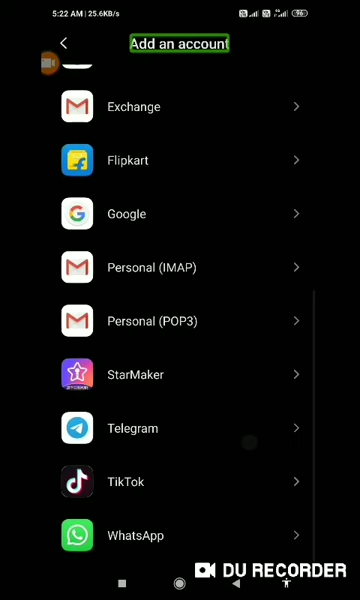 5:22 AM | 25.6KB/s
96
Add an account
Exchange
Flipkart
Google
Personal (IMAP)
Personal (POP3)
StarMaker
Telegram
TikTok
WhatsApp
DU RECORDER